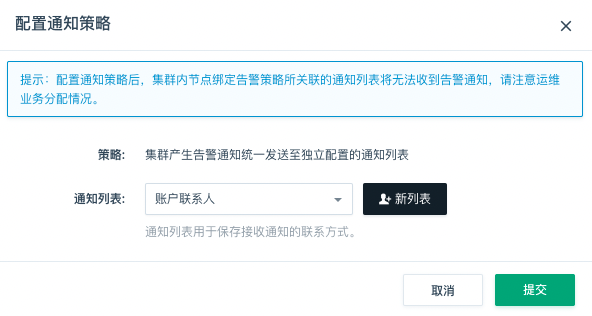 配置通知策略
提示：配置通知策略后，集群内节点绑定告警策略所关联的通知列表将无法收到告警通知，请注意运维
业务分配情况。
策略: 集群产生告警通知统一发送至独立配置的通知列表
通知列表: 账户联系人 新列表
通知列表用于保存接收通知的联系方式。
取消 提交